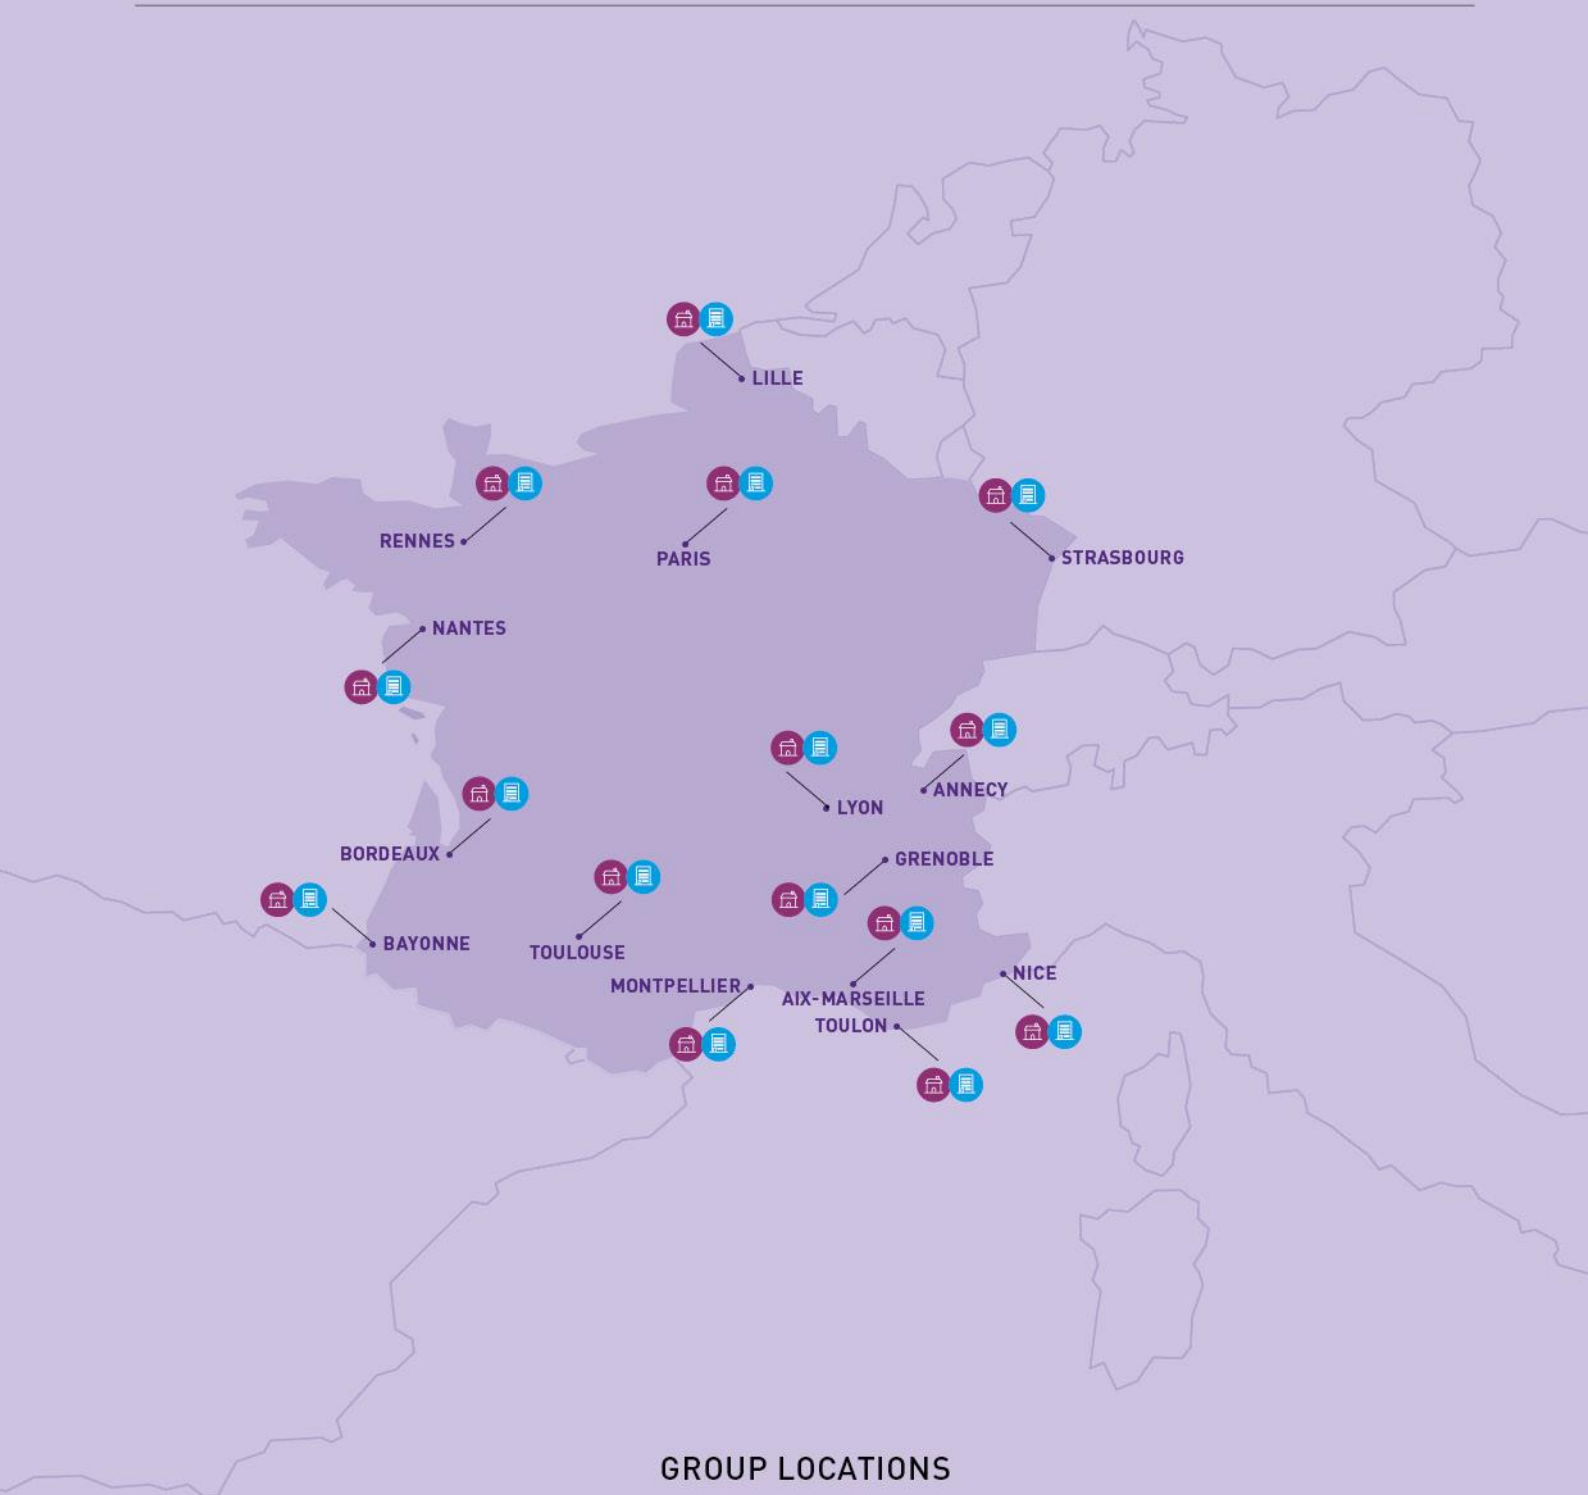 LILLE
RENNES
PARIS
STRASBOURG
NANTES
ANNECY
LYON
BORDEAUX
GRENOBLE
BAYONNE
TOULOUSE
NICE
MONTPELLIER
AIX-MARSEILLE
TOULON
GROUP LOCATIONS